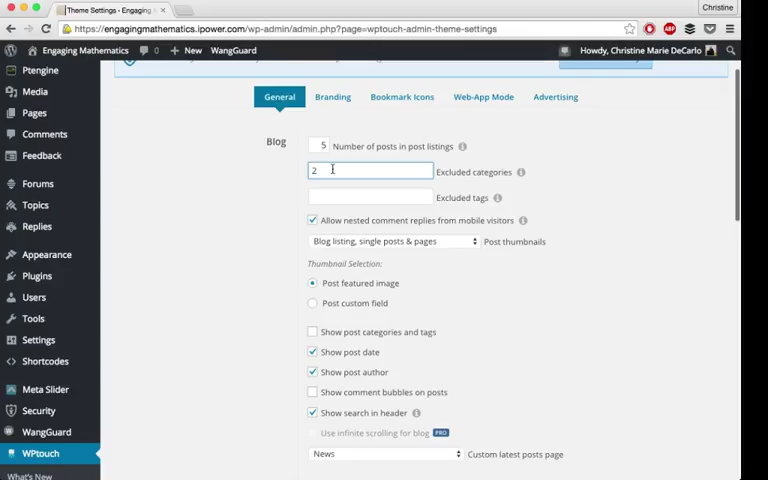 Theme Settings ‹ Engaging
Christine
https://engagingmathematics.ipower.com/wp-admin/admin.php?page=wptouch-admin-theme-settings
ABP
Engaging Mathematics 0 + New WangGuard Howdy, Christine Marie DeCarlo
Ptengine
Media
Pages
Comments
Feedback
Forums
Topics
Replies
Appearance
Plugins
Users
Tools
Settings
Shortcodes
Meta Slider
Security
WangGuard
WPtouch
What's New
General Branding Bookmark Icons Web-App Mode Advertising
Blog
5 Number of posts in post listings
2 Excluded categories
Excluded tags
Allow nested comment replies from mobile visitors
Blog listing, single posts & pages Post thumbnails
Thumbnail Selection:
Post featured image
Post custom field
Show post categories and tags
Show post date
Show post author
Show comment bubbles on posts
Show search in header
Use infinite scrolling for blog PRO
News Custom latest posts page